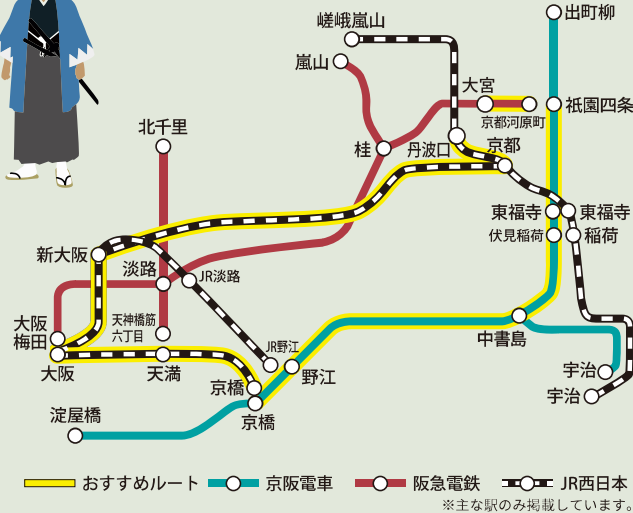 嵯峨嵐山
嵐山
出町柳
大宮
京都河原町
祇園四条
北千里
桂
丹波口
京都
東福寺
東福寺
伏見稲荷
稲荷
新大阪
淡路
JR淡路
大阪
梅田
天神橋筋
六丁目
中書島
大阪
天満
JR野江
野江
京橋
京橋
宇治
宇治
淀屋橋
おすすめルート
京阪電車
阪急電鉄
JR西日本
※主な駅のみ掲載しています。